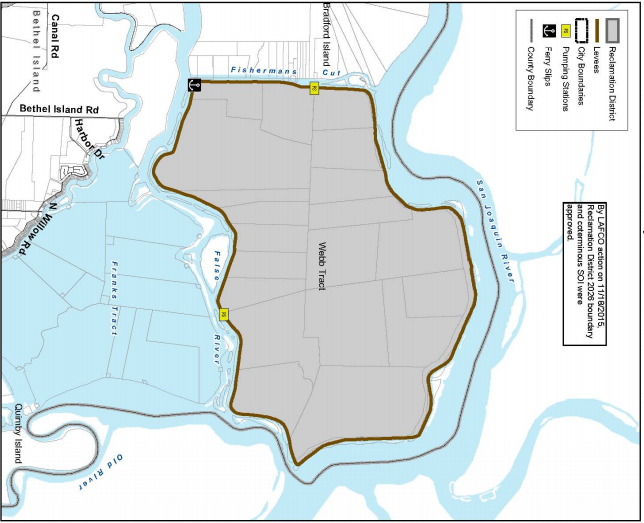 Reclamation District
Levees
City Boundaries
Pumping Stations
Ferry Slips
County Boundary
By LAFCO action on 11/18/2015,
Reclamation District 2026 boundary
and coterminous SOI were
approved.
San Joaquin River
Bradford Island
Fishermans Cut
Webb Tract
False River
Franks Tract
Canal Rd
Bethel Island
Bethel Island Rd
Harbor Dr
N Willow Rd
Quimby Island
Old River